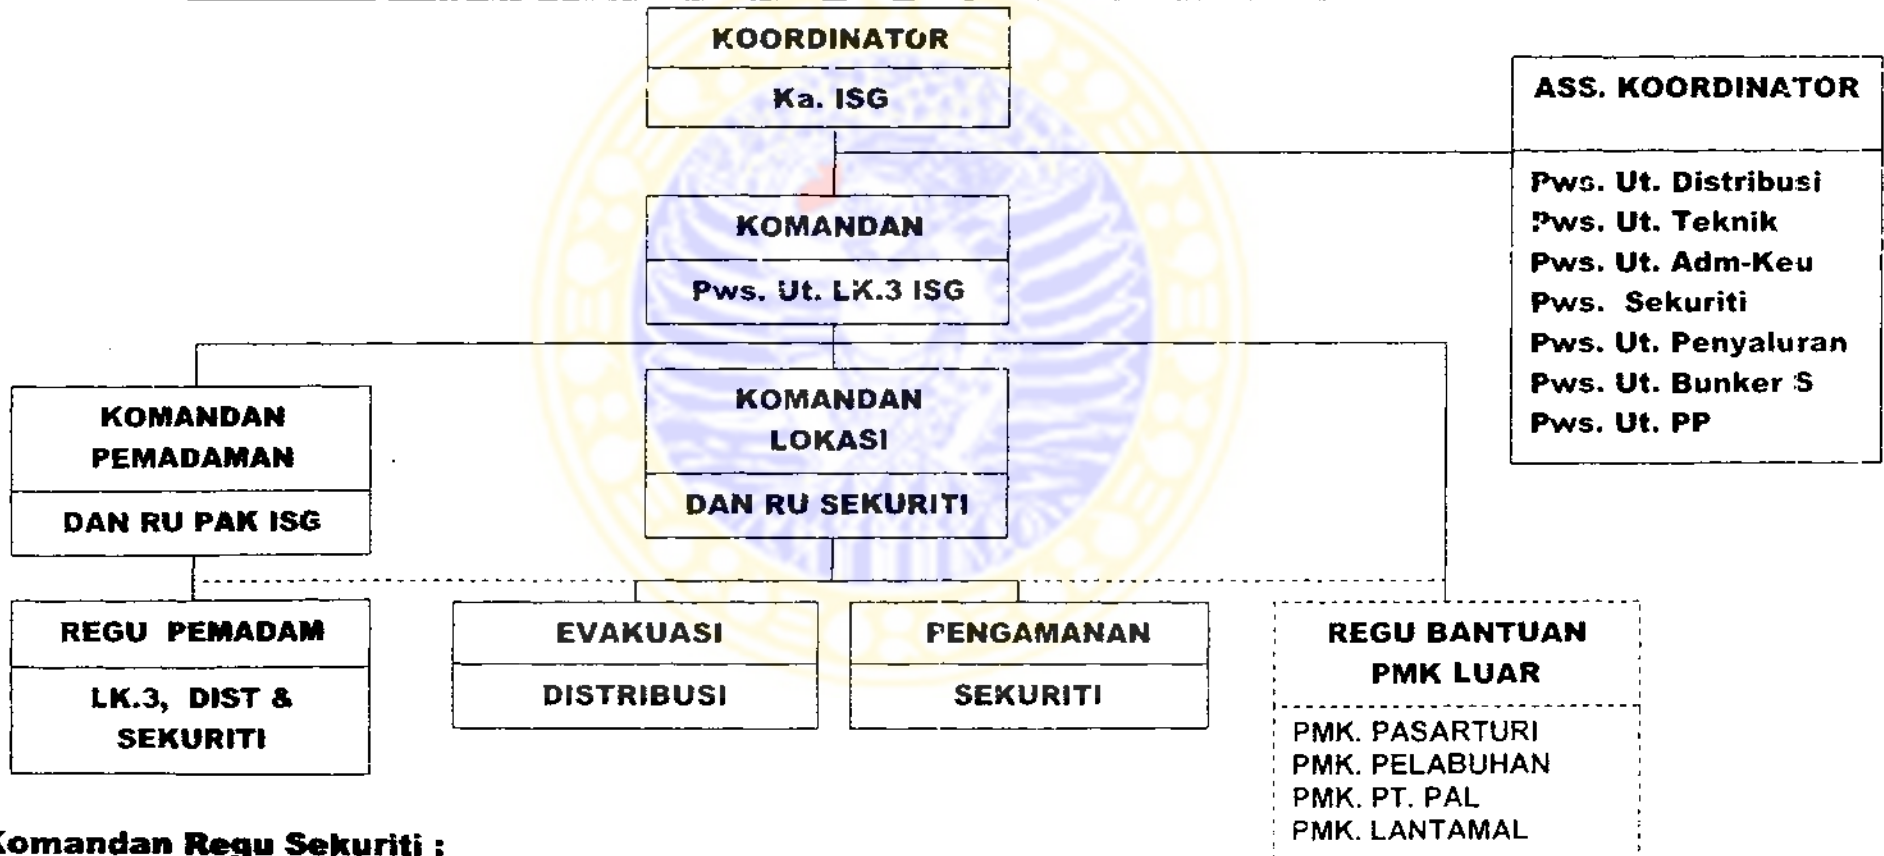 KOORDINATOR
Ka. ISG
ASS. KOORDINATOR
Pws. Ut. Distribusi
Pws. Ut. Teknik
Pws. Ut. Adm-Keu
Pws. Sekuriti
Pws. Ut. Penyaluran
Pws. Ut. Bunker S
Pws. Ut. PP
KOMANDAN
Pws. Ut. LK.3 ISG
KOMANDAN
PEMADAMAN
DAN RU PAK ISG
KOMANDAN
LOKASI
DAN RU SEKURITI
REGU PEMADAM
LK.3, DIST &
SEKURITI
EVAKUASI
DISTRIBUSI
PENGAMANAN
SEKURITI
REGU BANTUAN
PMK LUAR
PMK. PASARTURI
PMK. PELABUHAN
PMK. PT. PAL
PMK. LANTAMAL
Komandan Regu Sekuriti :